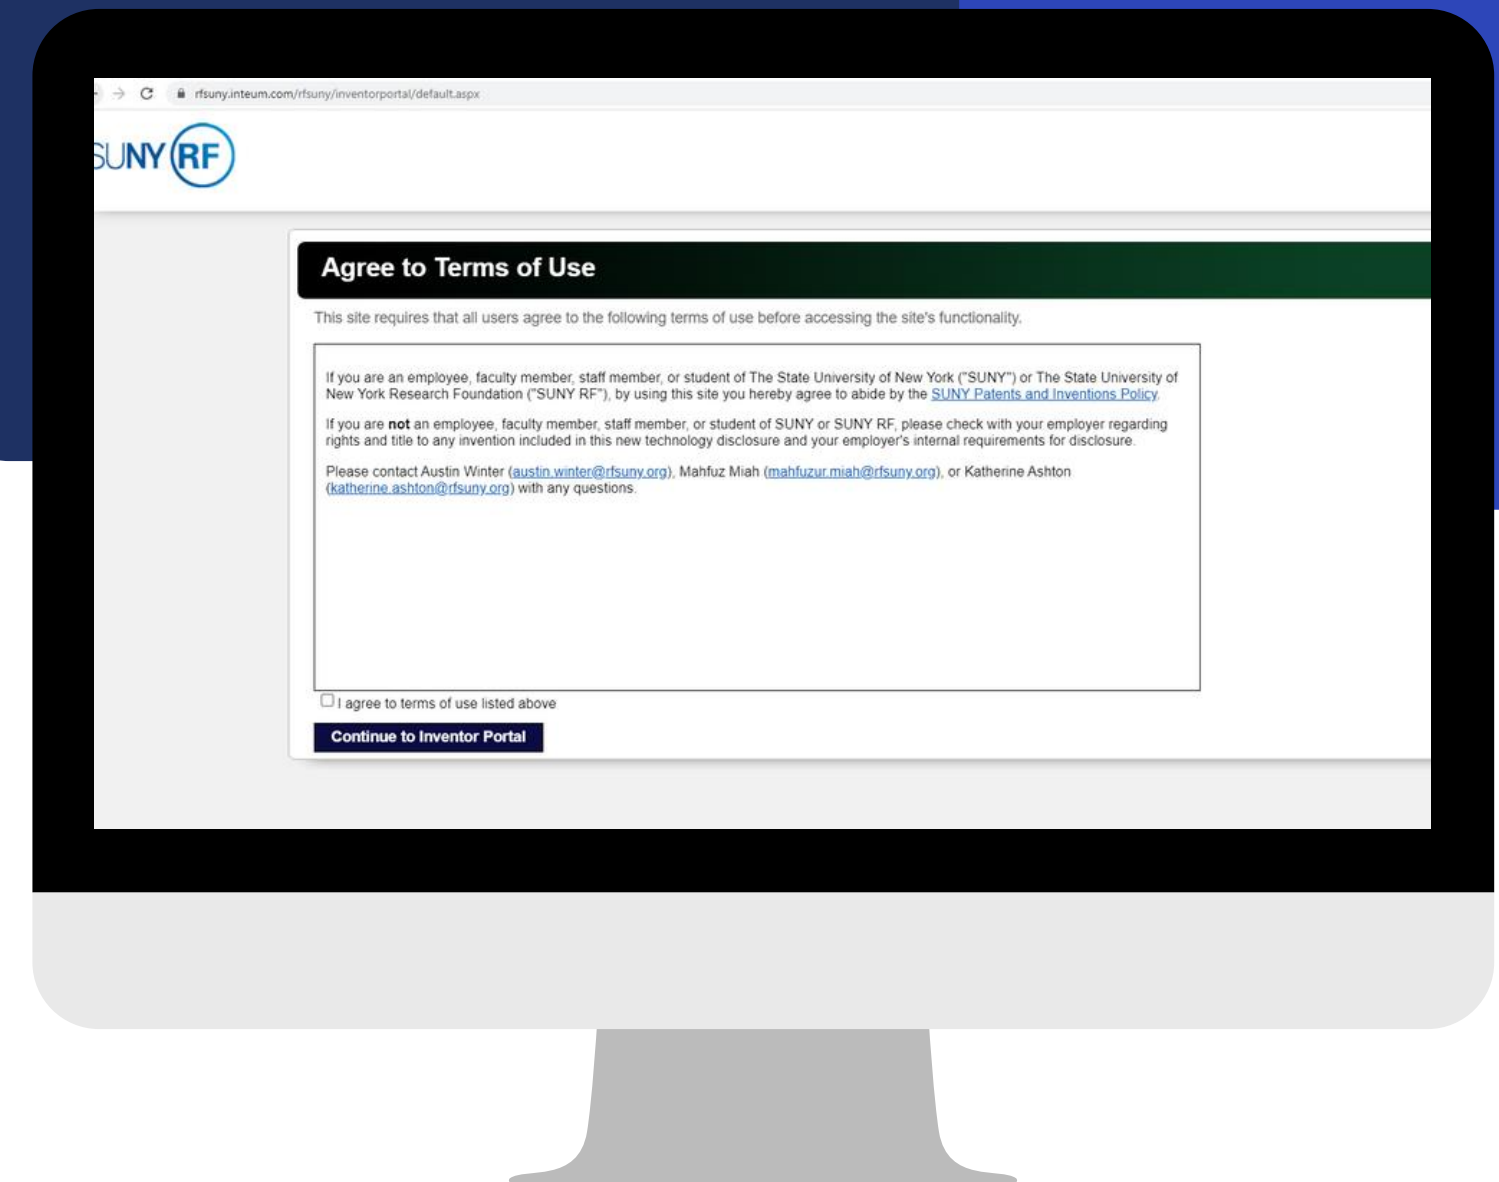 rfsuny.inteum.com/rfsuny/inventorportal/default.aspx
SUNY RF
Agree to Terms of Use
This site requires that all users agree to the following terms of use before accessing the site's functionality.
If you are an employee, faculty member, staff member, or student of The State University of New York ("SUNY") or The State University of
New York Research Foundation ("SUNY RF"), by using this site you hereby agree to abide by the SUNY Patents and Inventions Policy.
If you are not an employee, faculty member, staff member, or student of SUNY or SUNY RF, please check with your employer regarding
rights and title to any invention included in this new technology disclosure and your employer's internal requirements for disclosure.
Please contact Austin Winter (austin.winter@rfsuny.org), Mahfuz Miah (mahfuzur.miah@rfsuny.org), or Katherine Ashton
(katherine.ashton@rfsuny.org) with any questions.
I agree to terms of use listed above
Continue to Inventor Portal